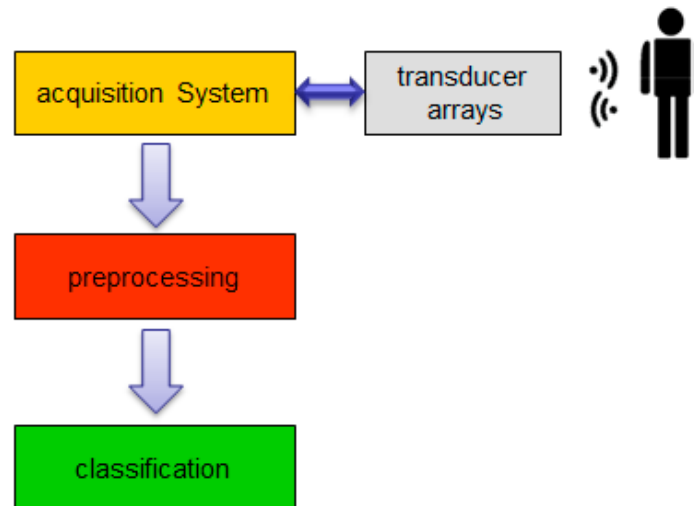 acquisition System
transducer
arrays
preprocessing
classification